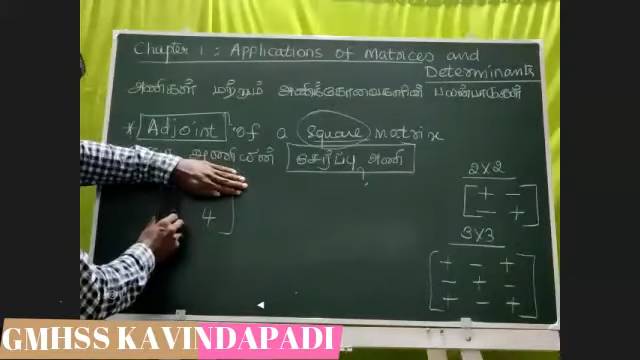 Chapter 1 : Applications of Matrices and
Determinants
அணிகள் மற்றும் அணிக்கோவைகளின் பயன்பாடுகள்
* Adjoint of a square matrix
அணியின் சேர்ப்பு அணி
?
4
2x2
+ −
− +
3x3
+ − +
− + −
+ − +
GMHSS KAVINDAPADI